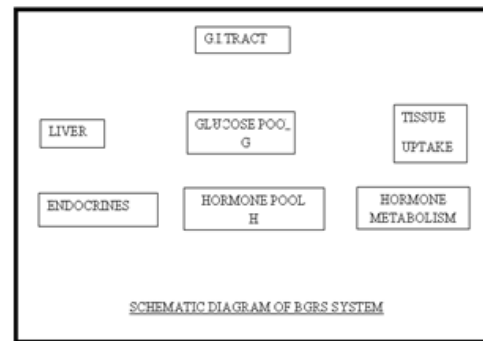 G.I.TRACT
LIVER
GLUCOSE POOL
G
TISSUE
UPTAKE
ENDOCRINES
HORMONE POOL
H
HORMONE
METABOLISM
SCHEMATIC DIAGRAM OF BGRS SYSTEM